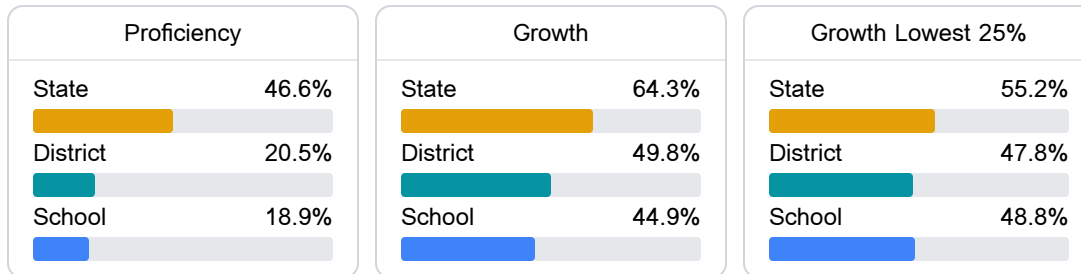 Proficiency
State 46.6%
District 20.5%
School 18.9%
Growth
State 64.3%
District 49.8%
School 44.9%
Growth Lowest 25%
State 55.2%
District 47.8%
School 48.8%